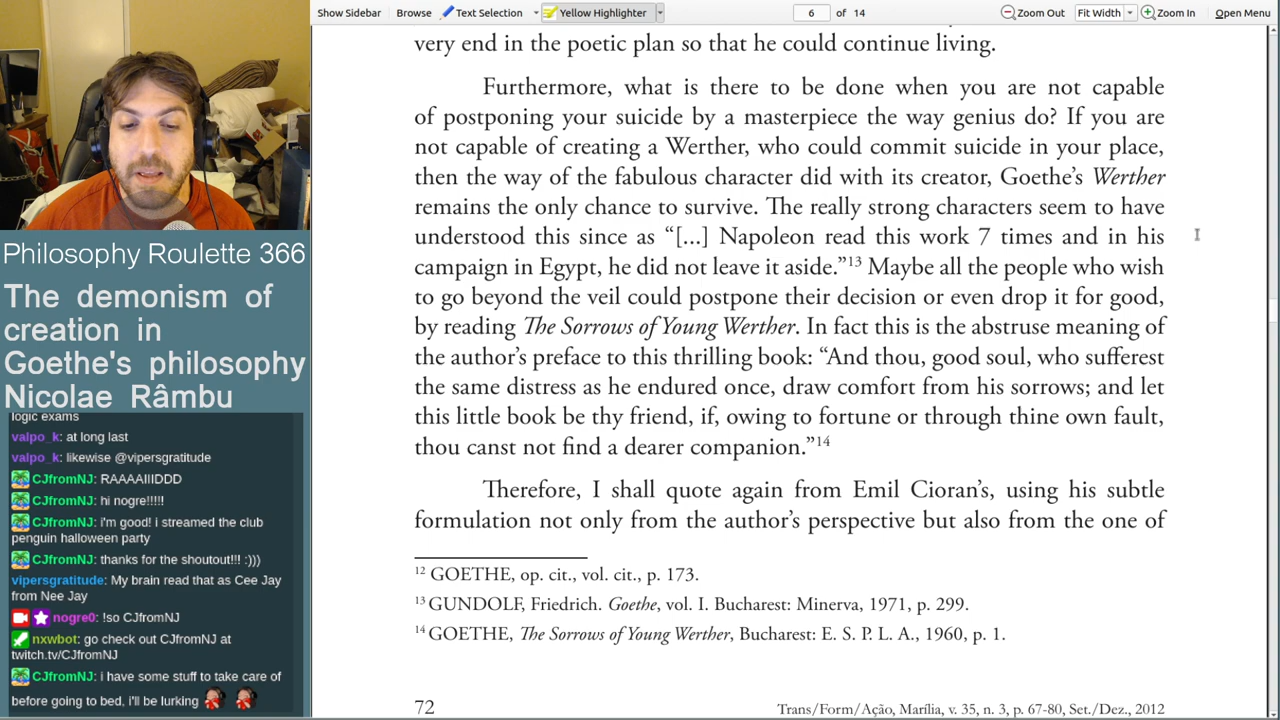 Show Sidebar Browse Text Selection Yellow Highlighter 6 of 14 Zoom Out Fit Width Zoom In Open Menu
very end in the poetic plan so that he could continue living.
Furthermore, what is there to be done when you are not capable
of postponing your suicide by a masterpiece the way genius do? If you are
not capable of creating a Werther, who could commit suicide in your place,
then the way of the fabulous character did with its creator, Goethe's Werther
remains the only chance to survive. The really strong characters seem to have
understood this since as “[...] Napoleon read this work 7 times and in his
campaign in Egypt, he did not leave it aside.”13 Maybe all the people who wish
to go beyond the veil could postpone their decision or even drop it for good,
by reading The Sorrows of Young Werther. In fact this is the abstruse meaning of
the author's preface to this thrilling book: “And thou, good soul, who sufferest
the same distress as he endured once, draw comfort from his sorrows; and let
this little book be thy friend, if, owing to fortune or through thine own fault,
thou canst not find a dearer companion.”14
Therefore, I shall quote again from Emil Cioran's, using his subtle
formulation not only from the author's perspective but also from the one of
12 GOETHE, op. cit., vol. cit., p. 173.
13 GUNDOLF, Friedrich. Goethe, vol. I. Bucharest: Minerva, 1971, p. 299.
14 GOETHE, The Sorrows of Young Werther, Bucharest: E. S. P. L. A., 1960, p. 1.
72 Trans/Form/Ação, Marília, v. 35, n. 3, p. 67-80, Set./Dez., 2012
Philosophy Roulette 366
The demonism of
creation in
Goethe's philosophy
Nicolae Râmbu
logic exams
valpo_k: at long last
valpo_k: likewise @vipersgratitude
CJfromNJ: RAAAAIIIDDD
CJfromNJ: hi nogre!!!!!
CJfromNJ: i'm good! i streamed the club
penguin halloween party
CJfromNJ: thanks for the shoutout!!! :)))
vipersgratitude: My brain read that as Cee Jay
from Nee Jay
nogre0: !so CJfromNJ
nxwbot: go check out CJfromNJ at
twitch.tv/CJfromNJ
CJfromNJ: i have some stuff to take care of
before going to bed, i'll be lurking